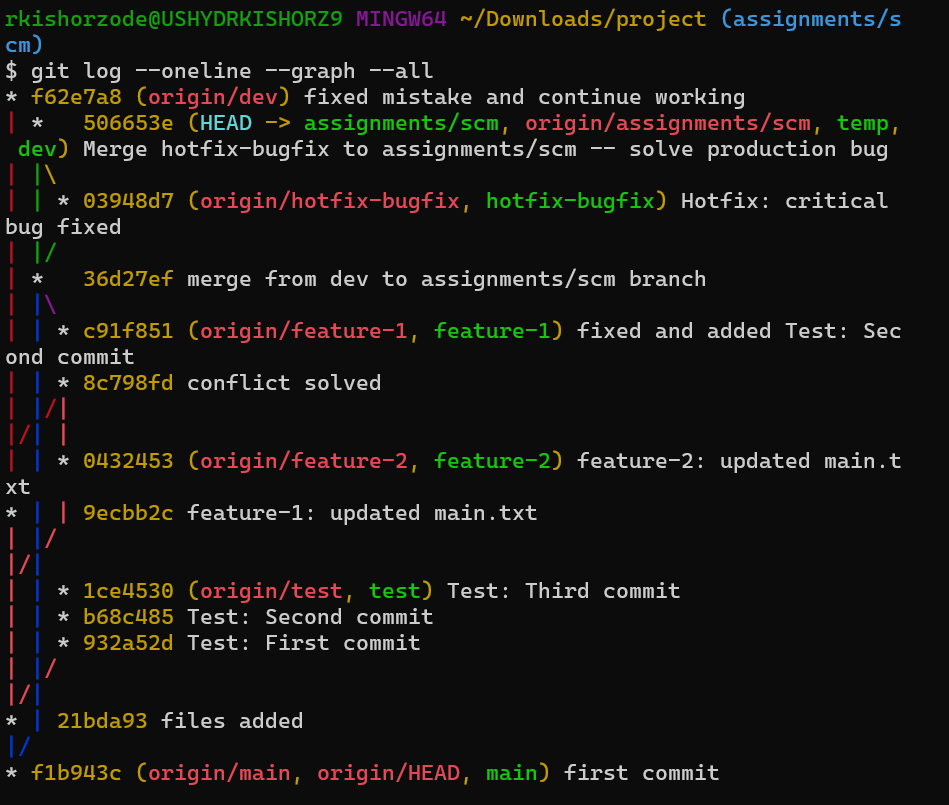 rkishorzode@USHYDRKISHORZ9 MINGW64 ~/Downloads/project (assignments/s
cm)
$ git log --oneline --graph --all
* f62e7a8 (origin/dev) fixed mistake and continue working
| *   506653e (HEAD -> assignments/scm, origin/assignments/scm, temp,
 dev) Merge hotfix-bugfix to assignments/scm -- solve production bug
| |\
| | * 03948d7 (origin/hotfix-bugfix, hotfix-bugfix) Hotfix: critical
bug fixed
| |/
| *   36d27ef merge from dev to assignments/scm branch
| |\
| | * c91f851 (origin/feature-1, feature-1) fixed and added Test: Sec
ond commit
| | * 8c798fd conflict solved
| |/|
|/| |
| | * 0432453 (origin/feature-2, feature-2) feature-2: updated main.t
xt
* | | 9ecbb2c feature-1: updated main.txt
| |/
|/|
| | * 1ce4530 (origin/test, test) Test: Third commit
| | * b68c485 Test: Second commit
| | * 932a52d Test: First commit
| |/
|/|
* | 21bda93 files added
|/
* f1b943c (origin/main, origin/HEAD, main) first commit